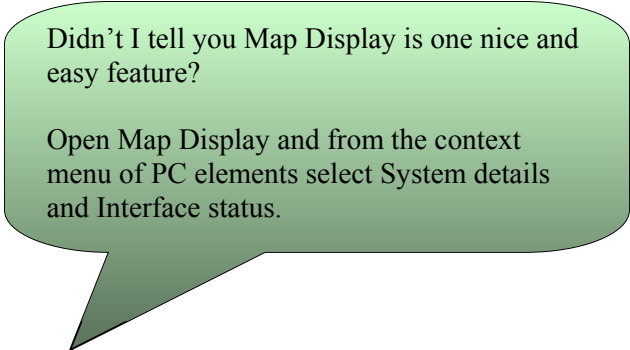 Didn’t I tell you Map Display is one nice and
easy feature?
Open Map Display and from the context
menu of PC elements select System details
and Interface status.